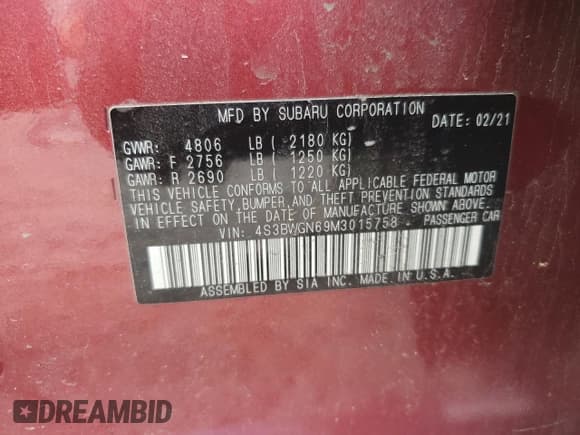 MFD BY SUBARU CORPORATION
DATE: 02/21
GVWR: 4806 LB ( 2180 KG)
GAWR: F 2756 LB ( 1250 KG)
GAWR: R 2690 LB ( 1220 KG)
THIS VEHICLE CONFORMS TO ALL APPLICABLE FEDERAL MOTOR
VEHICLE SAFETY, BUMPER, AND THEFT PREVENTION STANDARDS
IN EFFECT ON THE DATE OF MANUFACTURE SHOWN ABOVE.
VIN: 4S3BWGN69M3015758 PASSENGER CAR
ASSEMBLED BY SIA INC. MADE IN U.S.A.
DREAMBID